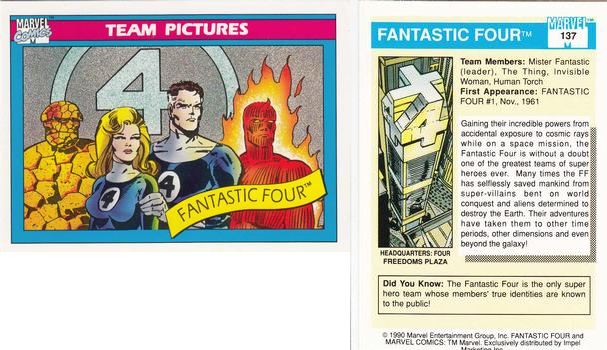 MARVEL
COMICS
TEAM PICTURES
4
4
4
FANTASTIC FOUR™
FANTASTIC FOUR™
MARVEL™
137
Team Members: Mister Fantastic
(leader), The Thing, Invisible
Woman, Human Torch
First Appearance: FANTASTIC
FOUR #1, Nov., 1961
4
HEADQUARTERS: FOUR
FREEDOMS PLAZA
Gaining their incredible powers from
accidental exposure to cosmic rays
while on a space mission, the
Fantastic Four is without a doubt
one of the greatest teams of super
heroes ever. Many times the FF
has selflessly saved mankind from
super-villains bent on world
conquest and aliens determined to
destroy the Earth. Their adventures
have taken them to other time
periods, other dimensions and even
beyond the galaxy!
Did You Know: The Fantastic Four is the only super
hero team whose members' true identities are known
to the public!
© 1990 Marvel Entertainment Group, Inc. FANTASTIC FOUR and
MARVEL COMICS: TM Marvel. Exclusively distributed by Impel
Marketing Inc.